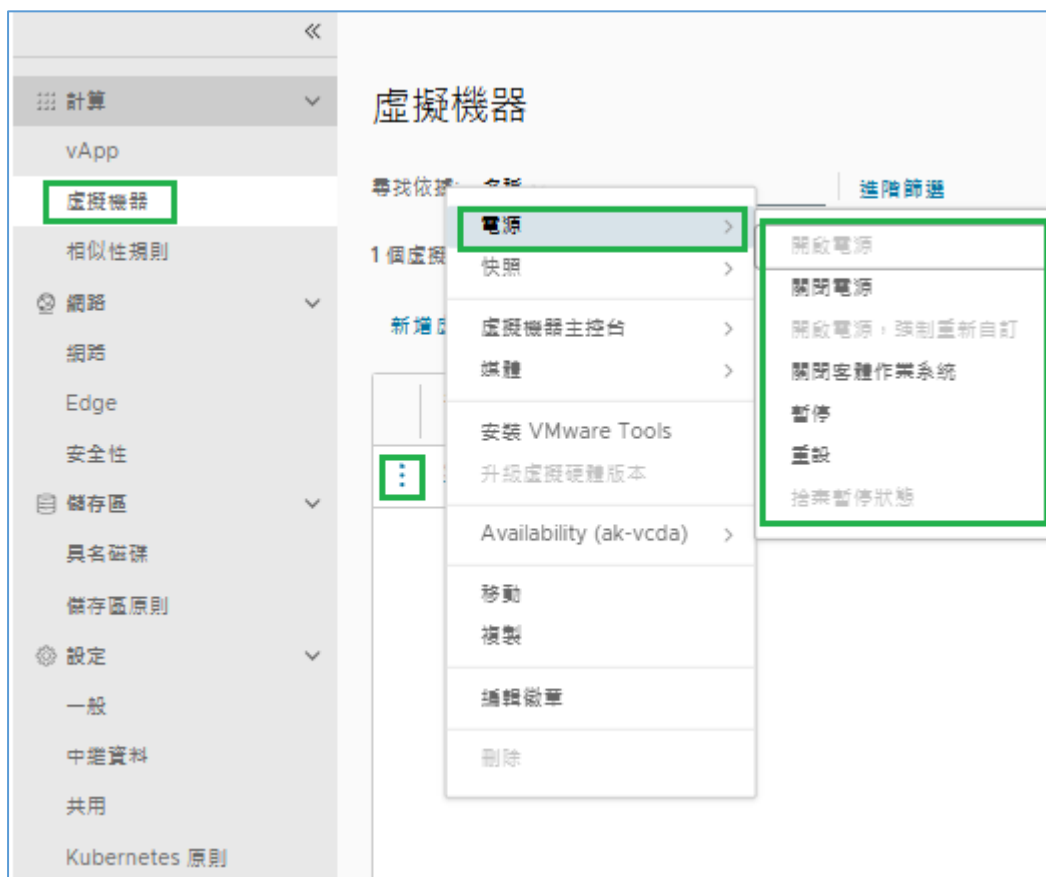 計算
vApp
虛擬機器
相似性規則
網路
網路
Edge
安全性
儲存區
具名磁碟
儲存區原則
設定
一般
中繼資料
共用
Kubernetes 原則
虛擬機器
尋找依據: 名稱
進階篩選
1 個虛擬
新增虛
電源
快照
虛擬機器主控台
媒體
安裝 VMware Tools
升級虛擬硬體版本
Availability (ak-vcda)
移動
複製
編輯徽章
刪除
開啟電源
關閉電源
開啟電源,強制重新自訂
關閉客體作業系統
暫停
重設
捨棄暫停狀態